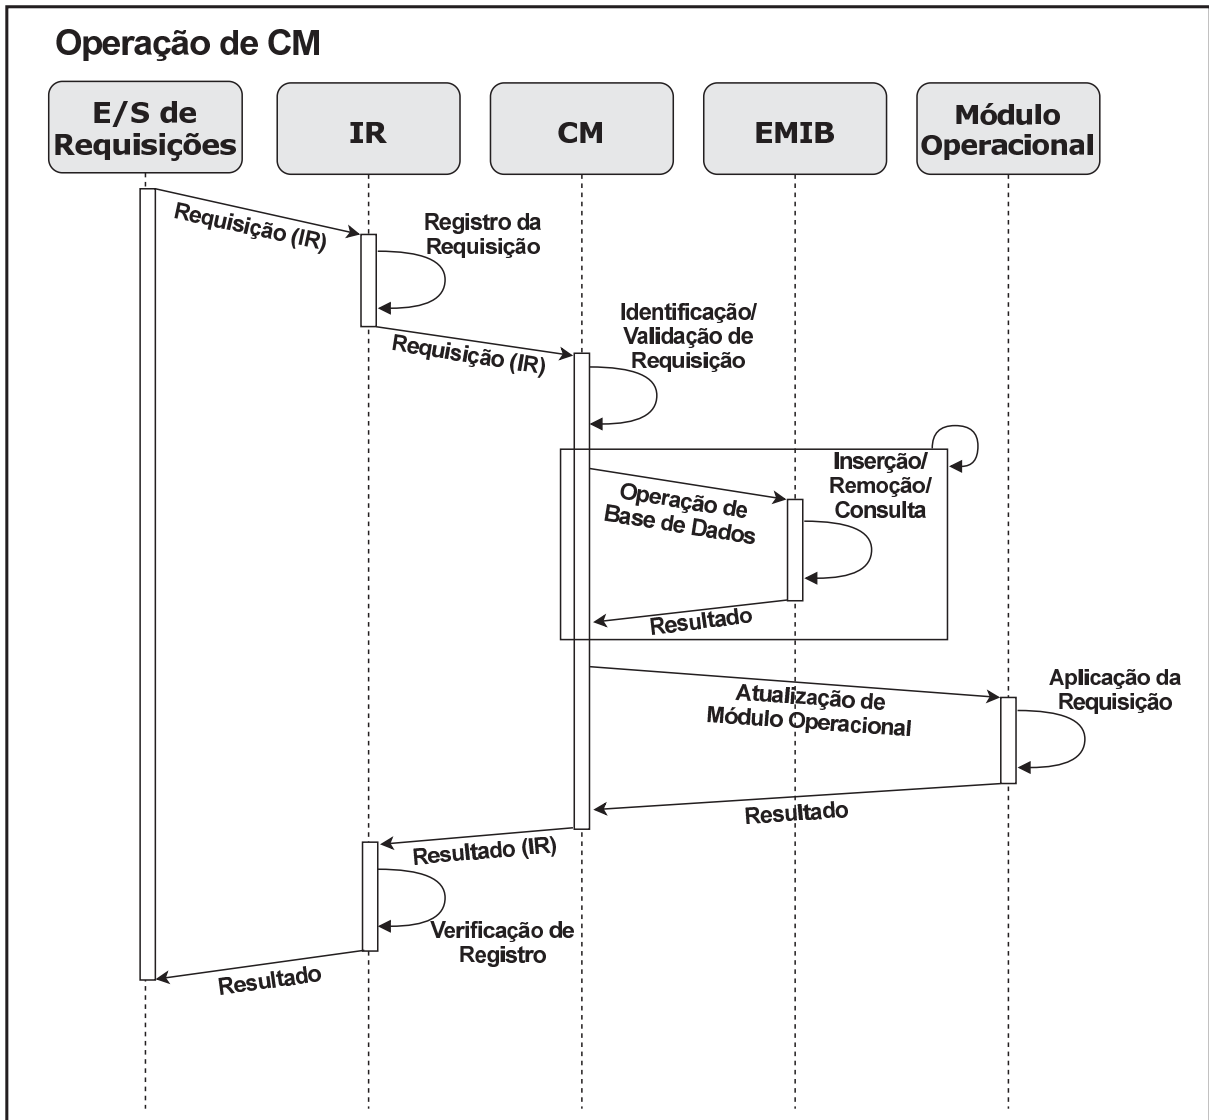 Operação de CM
E/S de
Requisições
IR
CM
EMIB
Módulo
Operacional
Requisição (IR)
Registro da
Requisição
Requisição (IR)
Identificação/
Validação de
Requisição
Operação de
Base de Dados
Inserção/
Remoção/
Consulta
Resultado
Atualização de
Módulo Operacional
Aplicação da
Requisição
Resultado
Resultado (IR)
Verificação de
Registro
Resultado